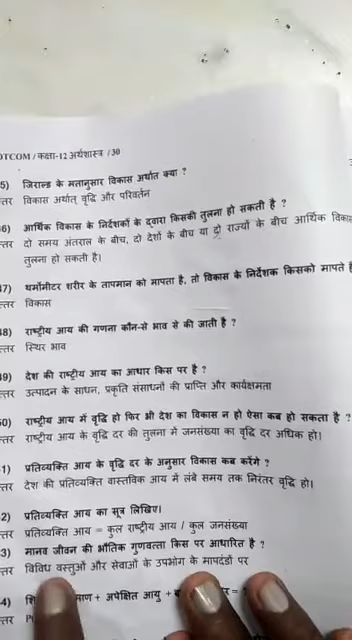 OTCOM / कक्षा-12 अर्थशास्त्र /30
5) जिराल्ड के मतानुसार विकास अर्थात क्या ?
तर विकास अर्थात् वृद्धि और परिवर्तन
6) आर्थिक विकास के निर्देशकों के द्वारा किसकी तुलना हो सकती है ?
तर दो समय अंतराल के बीच, दो देशों के बीच या दो राज्यों के बीच आर्थिक विकास
तुलना हो सकती है।
7) थर्मोमीटर शरीर के तापमान को मापता है, तो विकास के निर्देशक किसको मापते है
त्तर विकास
8) राष्ट्रीय आय की गणना कौन-से भाव से की जाती है ?
त्तर स्थिर भाव
9) देश की राष्ट्रीय आय का आधार किस पर है ?
त्तर उत्पादन के साधन, प्रकृति संसाधनों की प्राप्ति और कार्यक्षमता
0) राष्ट्रीय आय में वृद्धि हो फिर भी देश का विकास न हो ऐसा कब हो सकता है ?
त्तर राष्ट्रीय आय के वृद्धि दर की तुलना में जनसंख्या का वृद्धि दर अधिक हो।
1) प्रतिव्यक्ति आय के वृद्धि दर के अनुसार विकास कब करेंगे ?
त्तर देश की प्रतिव्यक्ति वास्तविक आय में लंबे समय तक निरंतर वृद्धि हो।
2) प्रतिव्यक्ति आय का सूत्र लिखिए।
त्तर प्रतिव्यक्ति आय = कुल राष्ट्रीय आय / कुल जनसंख्या
3) मानव जीवन की भौतिक गुणवत्ता किस पर आधारित है ?
त्तर विविध वस्तुओं और सेवाओं के उपभोग के मापदंडों पर
4) माण + अपेक्षित आयु +
त्तर